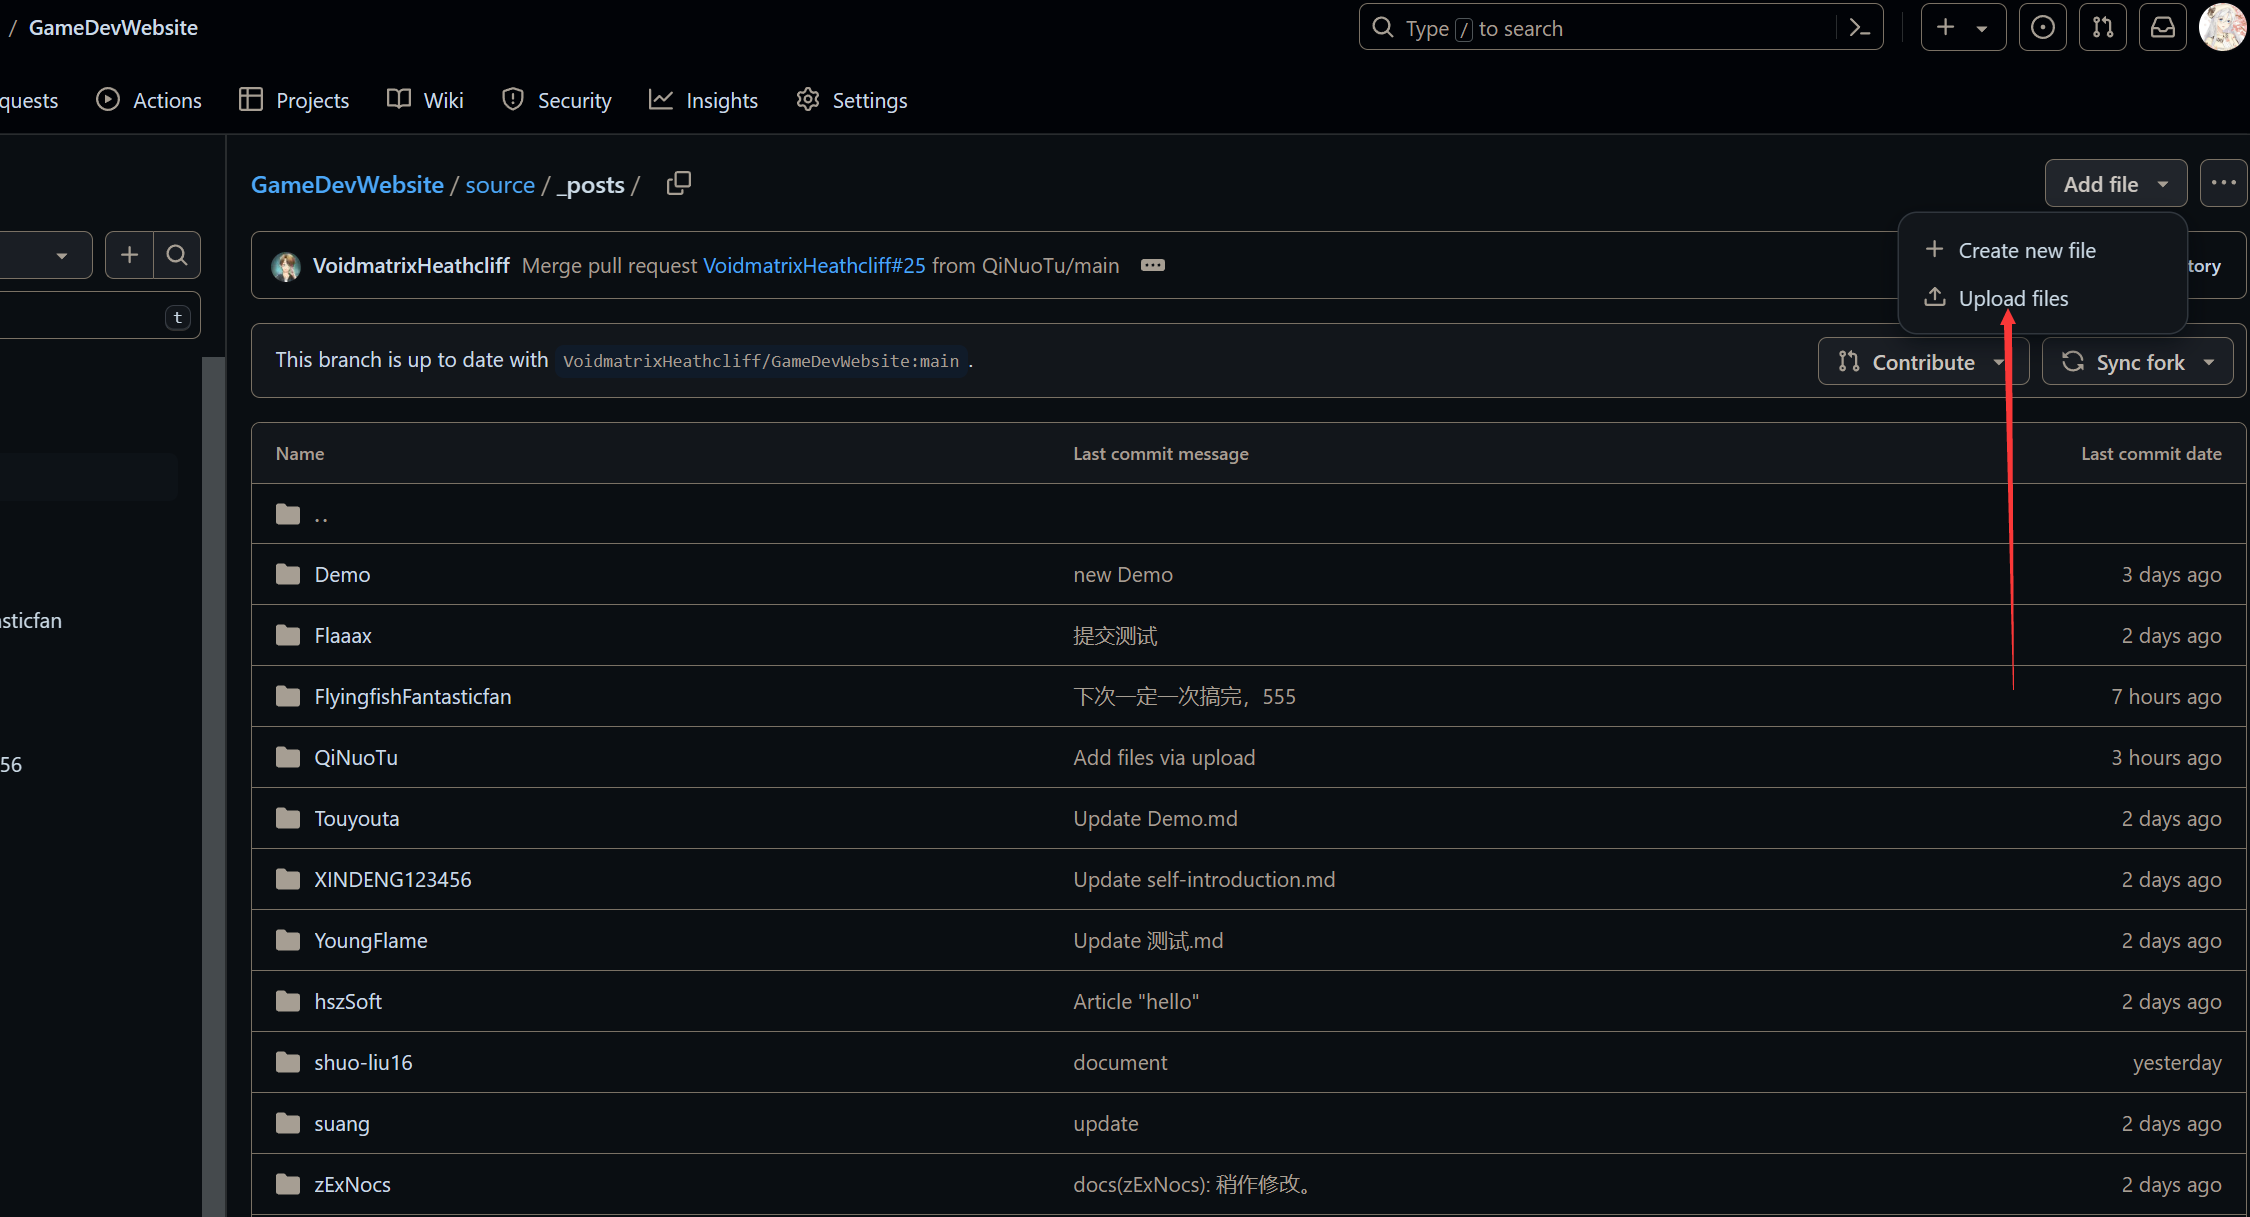 / GameDevWebsite
Type / to search
quests Actions Projects Wiki Security Insights Settings
GameDevWebsite / source / _posts /
Add file
Create new file
Upload files
VoidmatrixHeathcliff Merge pull request VoidmatrixHeathcliff#25 from QiNuoTu/main
tory
t
This branch is up to date with VoidmatrixHeathcliff/GameDevWebsite:main .
Contribute
Sync fork
Name Last commit message Last commit date
..
Demo new Demo 3 days ago
sticfan
Flaaax 提交测试 2 days ago
FlyingfishFantasticfan 下次一定一次搞完，555 7 hours ago
56
QiNuoTu Add files via upload 3 hours ago
Touyouta Update Demo.md 2 days ago
XINDENG123456 Update self-introduction.md 2 days ago
YoungFlame Update 测试.md 2 days ago
hszSoft Article "hello" 2 days ago
shuo-liu16 document yesterday
suang update 2 days ago
zExNocs docs(zExNocs): 稍作修改。 2 days ago